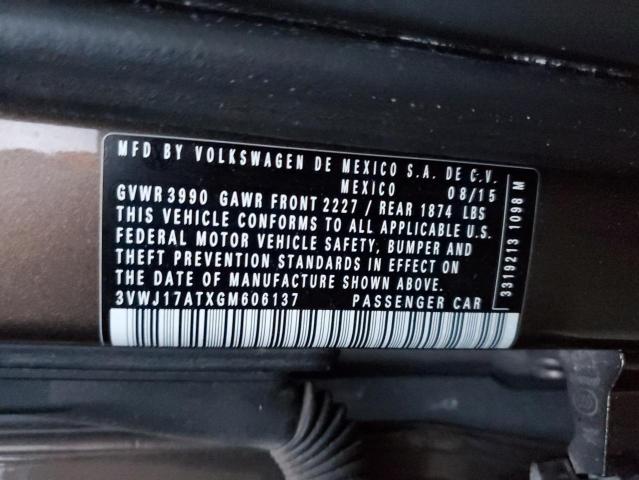 MFD BY VOLKSWAGEN DE MEXICO S.A. DE C.V.
MEXICO 08/15
GVWR 3990 GAWR FRONT 2227 / REAR 1874 LBS
THIS VEHICLE CONFORMS TO ALL APPLICABLE U.S.
FEDERAL MOTOR VEHICLE SAFETY, BUMPER AND
THEFT PREVENTION STANDARDS IN EFFECT ON
THE DATE OF MANUFACTURE SHOWN ABOVE.
3VWJ17ATXGM606137 PASSENGER CAR
3319213 1098 M